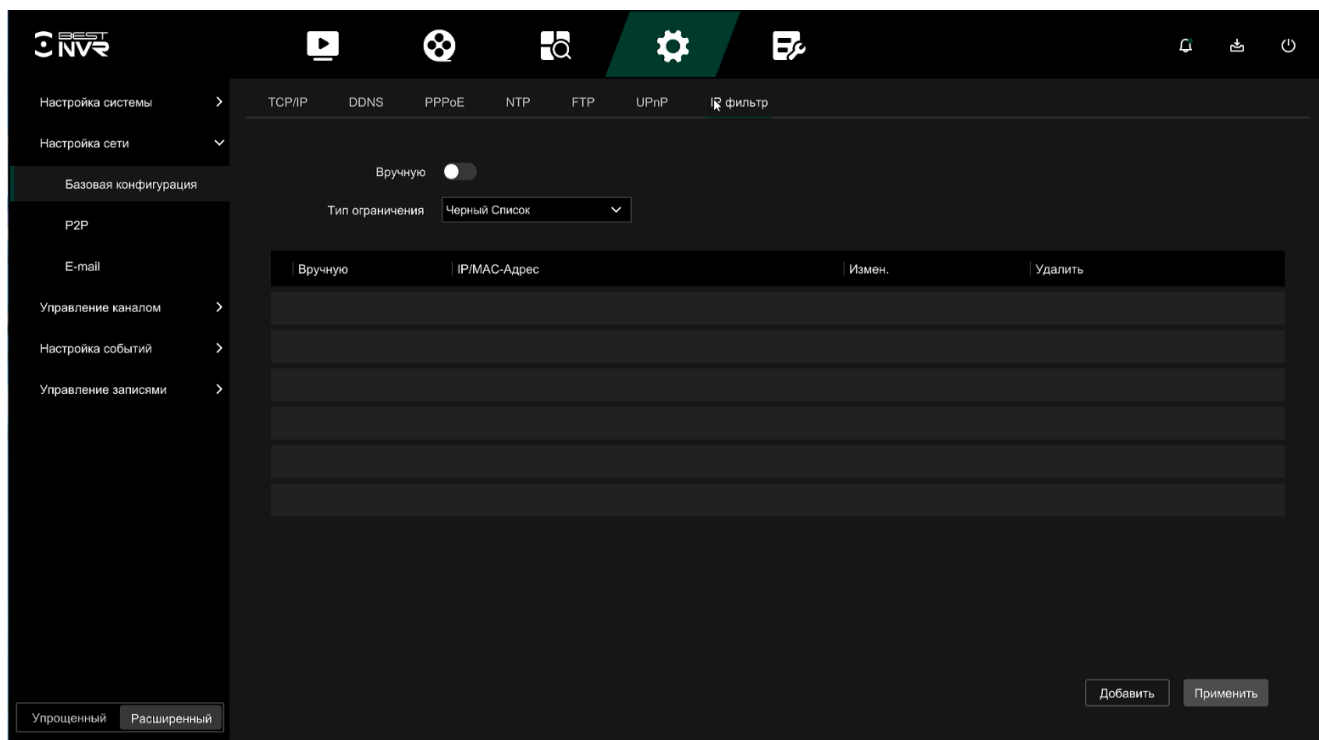 BEST
NVR
Настройка системы
TCP/IP DDNS PPPoE NTP FTP UPnP IP фильтр
Настройка сети
Вручную
Базовая конфигурация
Тип ограничения Черный Список
P2P
E-mail
Вручную IP/MAC-Адрес Измен. Удалить
Управление каналом
Настройка событий
Управление записями
Добавить Применить
Упрощенный Расширенный